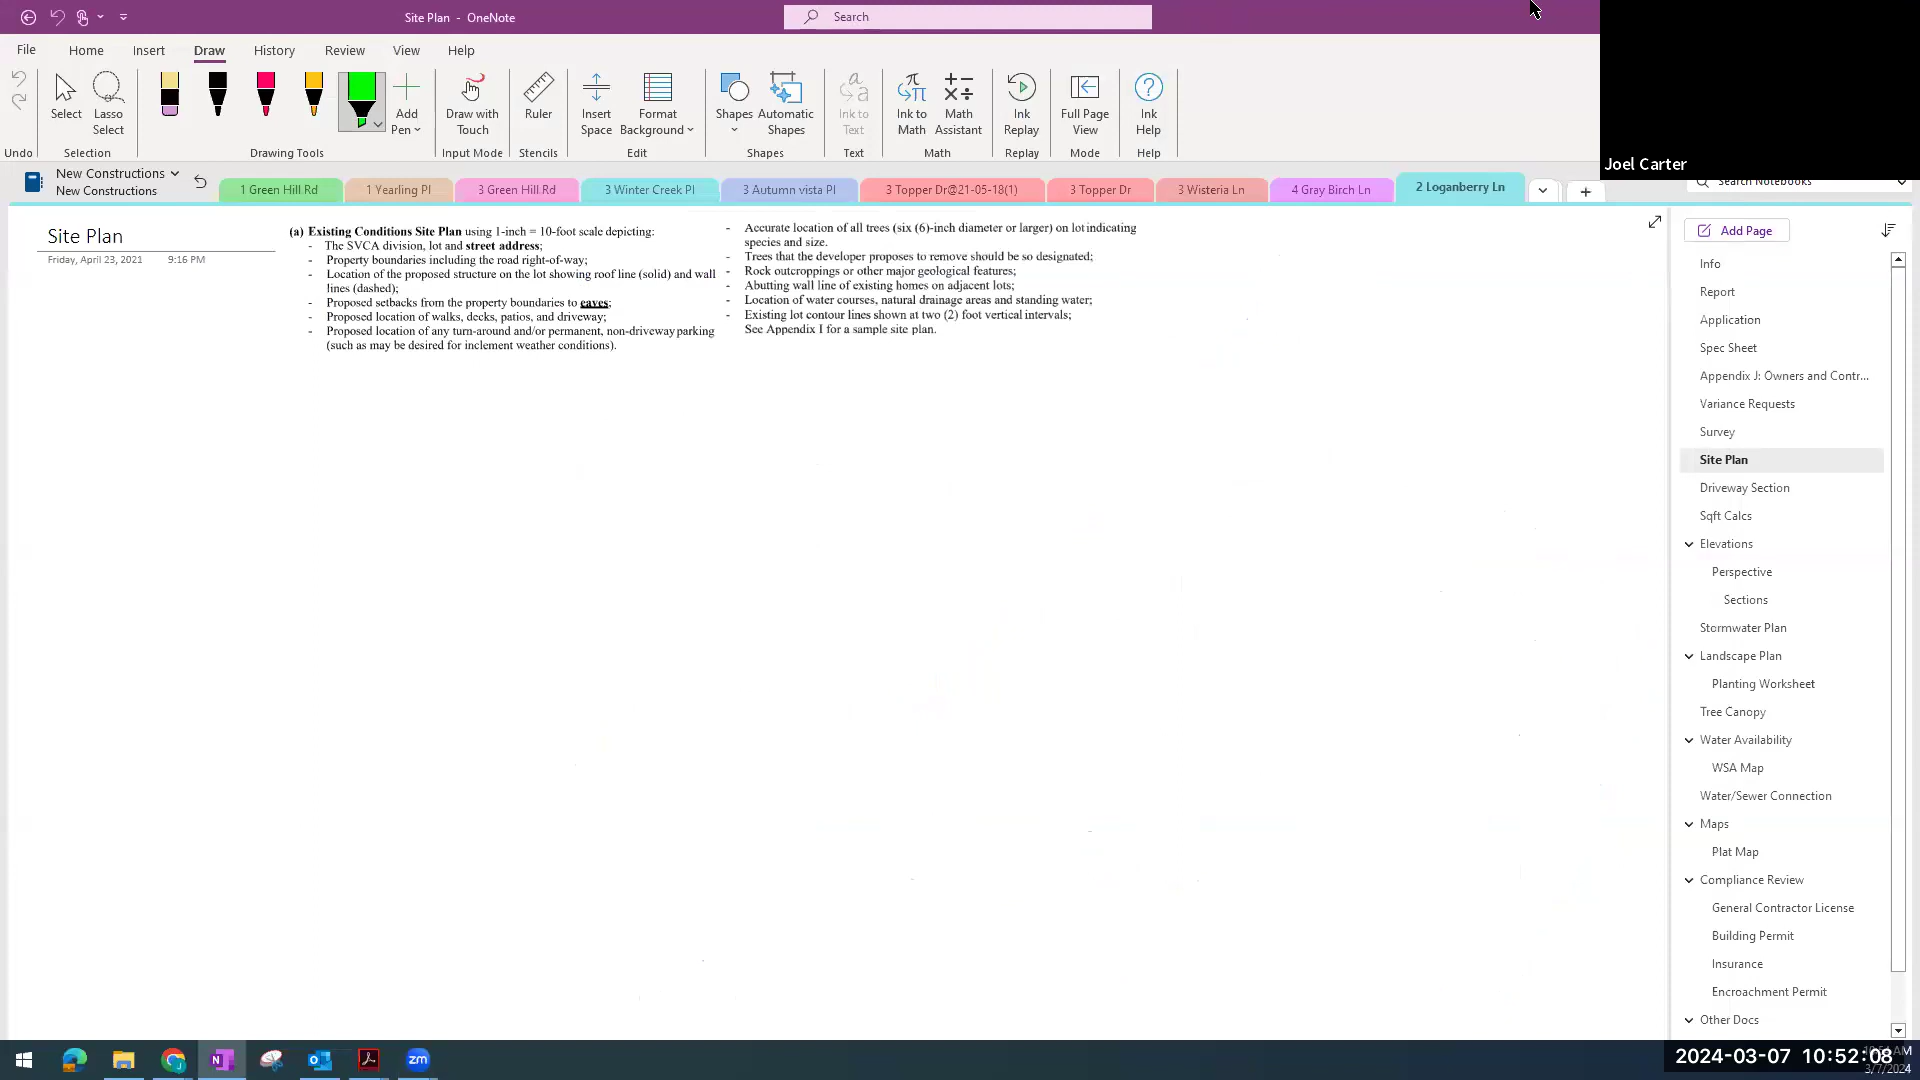 Site Plan - OneNote
Search
File
Home
Insert
Draw
History
Review
View
Help
Select
Lasso
Select
Add
Pen
Draw with
Touch
Ruler
Insert
Space
Format
Background
Shapes
Automatic
Shapes
Ink to
Text
Ink to
Math
Math
Assistant
Ink
Replay
Full Page
View
Ink
Help
Undo
Selection
Drawing Tools
Input Mode
Stencils
Edit
Shapes
Text
Math
Replay
Mode
Help
Joel Carter
New Constructions
New Constructions
1 Green Hill Rd
1 Yearling Pl
3 Green Hill Rd
3 Winter Creek Pl
3 Autumn vista Pl
3 Topper Dr@21-05-18(1)
3 Topper Dr
3 Wisteria Ln
4 Gray Birch Ln
2 Loganberry Ln
Search Notebooks
Site Plan
Friday, April 23, 2021 9:16 PM
(a) Existing Conditions Site Plan using 1-inch = 10-foot scale depicting:
- The SVCA division, lot and street address;
- Property boundaries including the road right-of-way;
- Location of the proposed structure on the lot showing roof line (solid) and wall
lines (dashed);
- Proposed setbacks from the property boundaries to eaves;
- Proposed location of walks, decks, patios, and driveway;
- Proposed location of any turn-around and/or permanent, non-driveway parking
(such as may be desired for inclement weather conditions).
- Accurate location of all trees (six (6)-inch diameter or larger) on lot indicating
species and size.
- Trees that the developer proposes to remove should be so designated;
- Rock outcroppings or other major geological features;
- Abutting wall line of existing homes on adjacent lots;
- Location of water courses, natural drainage areas and standing water;
- Existing lot contour lines shown at two (2) foot vertical intervals;
See Appendix I for a sample site plan.
Add Page
Info
Report
Application
Spec Sheet
Appendix J: Owners and Contr...
Variance Requests
Survey
Site Plan
Driveway Section
Sqft Calcs
Elevations
Perspective
Sections
Stormwater Plan
Landscape Plan
Planting Worksheet
Tree Canopy
Water Availability
WSA Map
Water/Sewer Connection
Maps
Plat Map
Compliance Review
General Contractor License
Building Permit
Insurance
Encroachment Permit
Other Docs
zm
2024-03-07 10:52:08
3/7/2024